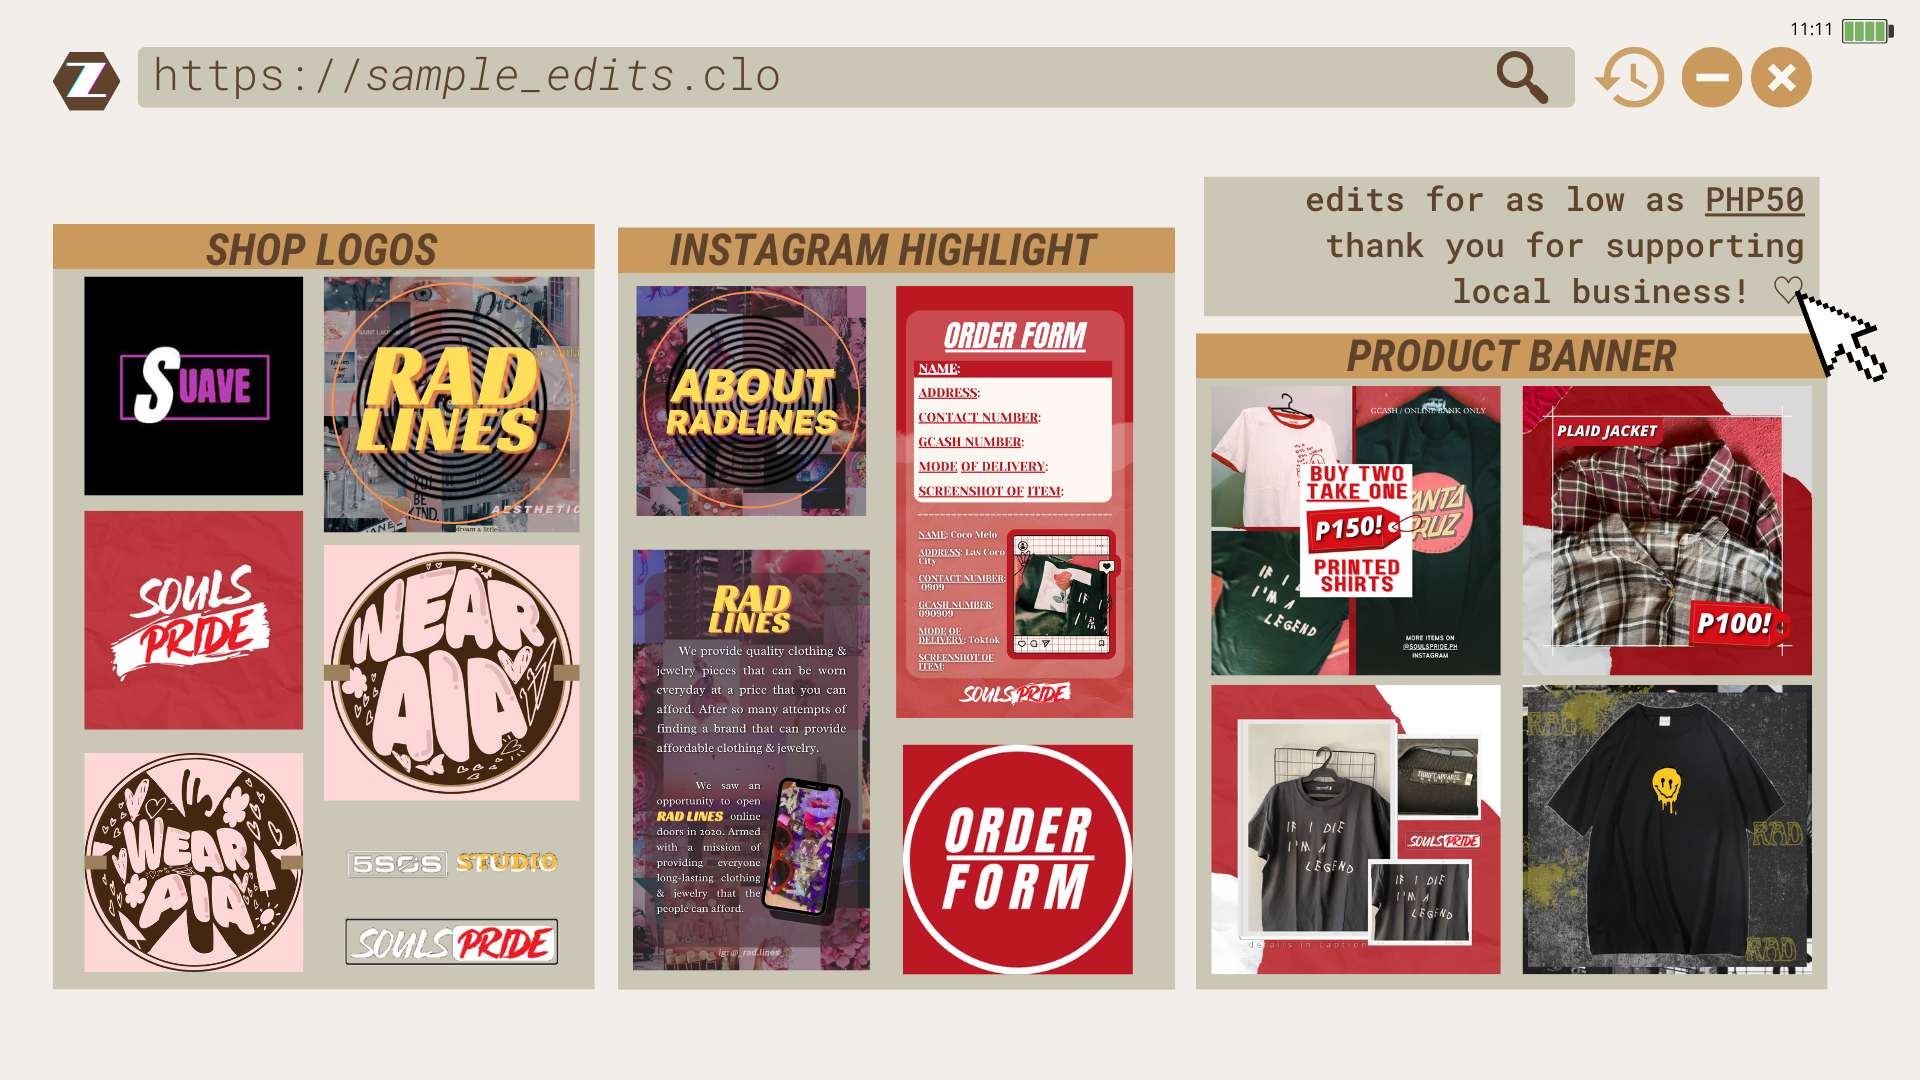 11:11
Z
https://sample_edits.clo
edits for as low as PHP50
thank you for supporting
local business! ♡
SHOP LOGOS
SUAVE
RAD
LINES
AESTHETIC
SOULS
PRIDE
WEAR
AIA
WEAR
AIA
5SOS STUDIO
SOULS PRIDE
INSTAGRAM HIGHLIGHT
ABOUT
RADLINES
RAD
LINES
We provide quality clothing &
jewelry pieces that can be worn
everyday at a price that you can
afford. After so many attempts of
finding a brand that can provide
affordable clothing & jewelry.
We saw an
opportunity to open
RAD LINES online
doors in 2020. Armed
with a mission of
providing everyone
long-lasting clothing
& jewelry that the
people can afford.
ig: @_rad.lines
ORDER FORM
NAME:
ADDRESS:
CONTACT NUMBER:
GCASH NUMBER:
MODE OF DELIVERY:
SCREENSHOT OF ITEM:
NAME: Coco Melo
ADDRESS: Las Coco
City
CONTACT NUMBER:
0909
GCASH NUMBER:
090909
MODE OF
DELIVERY: Toktok
SCREENSHOT OF
ITEM:
IF I
I'M
SOULS PRIDE
ORDER
FORM
PRODUCT BANNER
GCASH / ONLINE BANK ONLY
BUY TWO
TAKE ONE
P150!
PRINTED
SHIRTS
SANTA
CRUZ
IF I
I'M A
LEGEND
MORE ITEMS ON
@SOULSPRIDE.PH
INSTAGRAM
PLAID JACKET
P100!
IF I DIE
I'M A
LEGEND
THRIFT APPAREL
SOULS PRIDE
IF I DIE
I'M A
LEGEND
details in caption
RAD
RAD
RAD